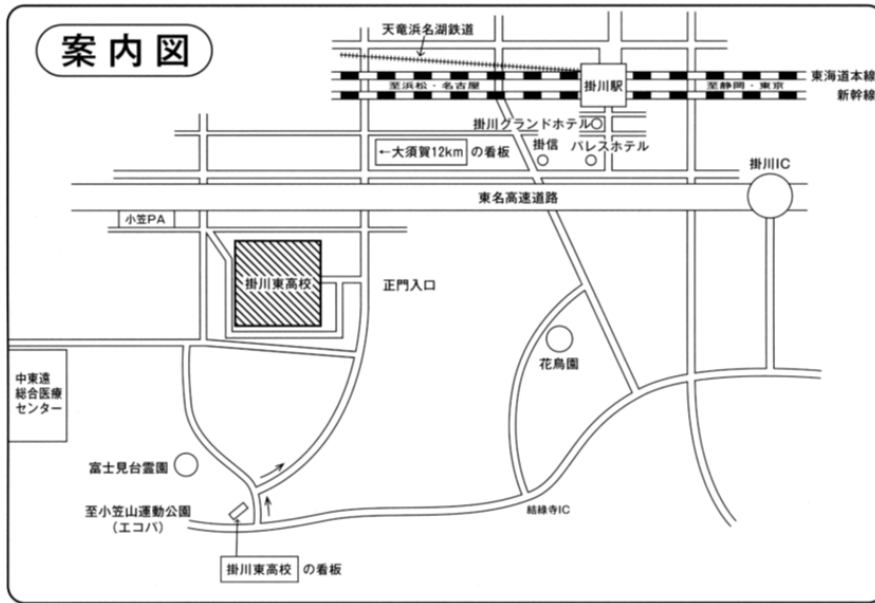 案内図
天竜浜名湖鉄道
掛川駅
東海道本線
至浜松・名古屋
至静岡・東京
新幹線
掛川グランドホテル
←大須賀12kmの看板
掛信
パレスホテル
掛川IC
東名高速道路
小笠PA
掛川東高校
正門入口
花鳥園
中東遠
総合医療
センター
富士見台霊園
至小笠山運動公園
(エコパ)
結緑寺IC
掛川東高校の看板